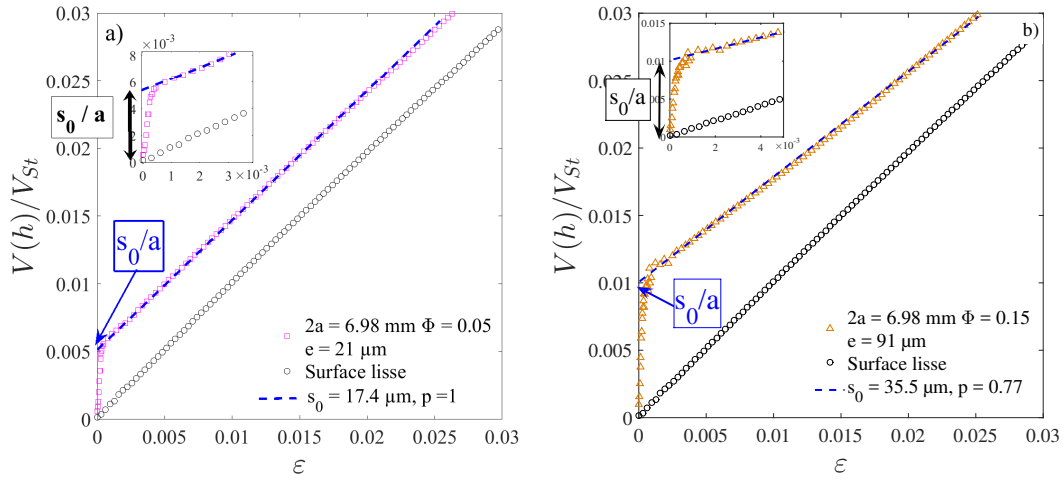 a)
0.03
0.025
0.02
0.015
0.01
0.005
0
V(h)/V_{St}
×10⁻³
8
6
4
2
0
0 1 2 3 ×10⁻³
s₀ / a
s₀/a
2a = 6.98 mm Φ = 0.05
e = 21 μm
Surface lisse
s₀ = 17.4 μm, p =1
0 0.005 0.01 0.015 0.02 0.025 0.03
ε
b)
0.03
0.025
0.02
0.015
0.01
0.005
0
V(h)/V_{St}
0.015
0.01
0
0 2 4 ×10⁻³
s₀/a
s₀/a
2a = 6.98 mm Φ = 0.15
e = 91 μm
Surface lisse
s₀ = 35.5 μm, p = 0.77
0 0.005 0.01 0.015 0.02 0.025 0.03
ε